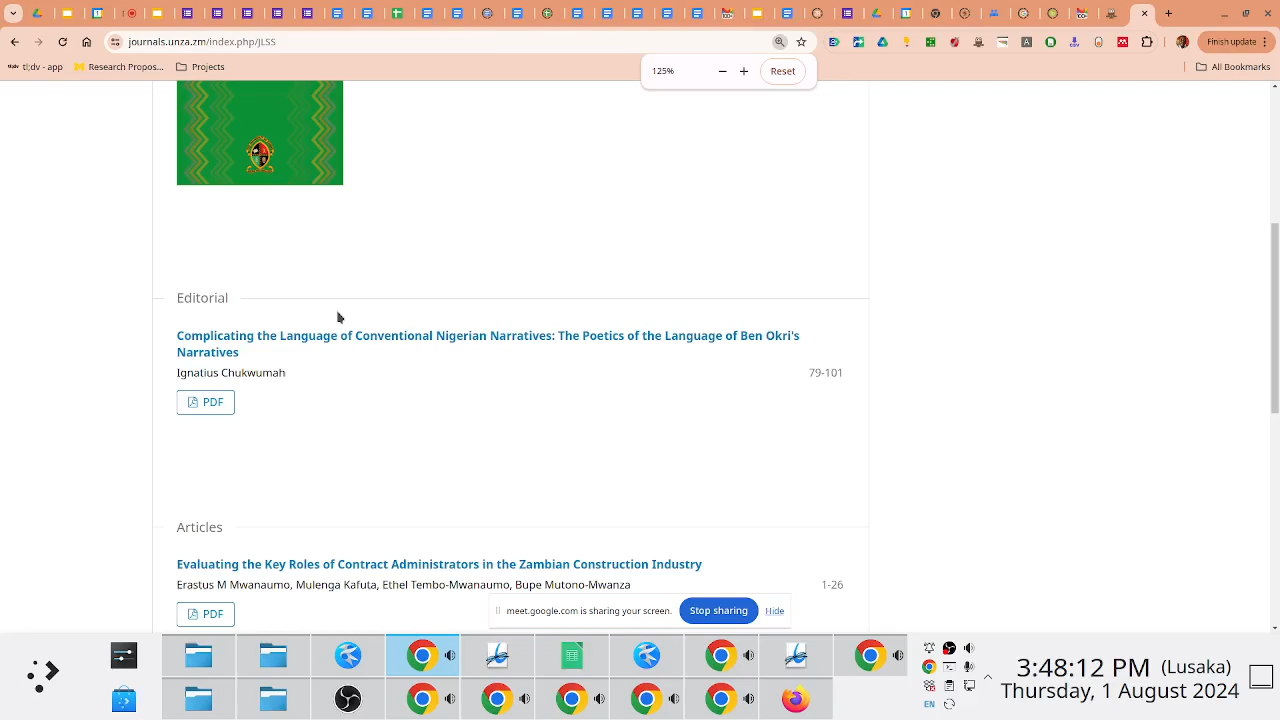 journals.unza.zm/index.php/JLSS
Finish update
tl;dv - app
Research Propos...
Projects
All Bookmarks
125%
Reset
Editorial
Complicating the Language of Conventional Nigerian Narratives: The Poetics of the Language of Ben Okri's
Narratives
Ignatius Chukwumah
79-101
PDF
Articles
Evaluating the Key Roles of Contract Administrators in the Zambian Construction Industry
Erastus M Mwanaumo, Mulenga Kafuta, Ethel Tembo-Mwanaumo, Bupe Mutono-Mwanza
1-26
PDF
meet.google.com is sharing your screen.
Stop sharing
Hide
3:48:12 PM (Lusaka)
Thursday, 1 August 2024
EN